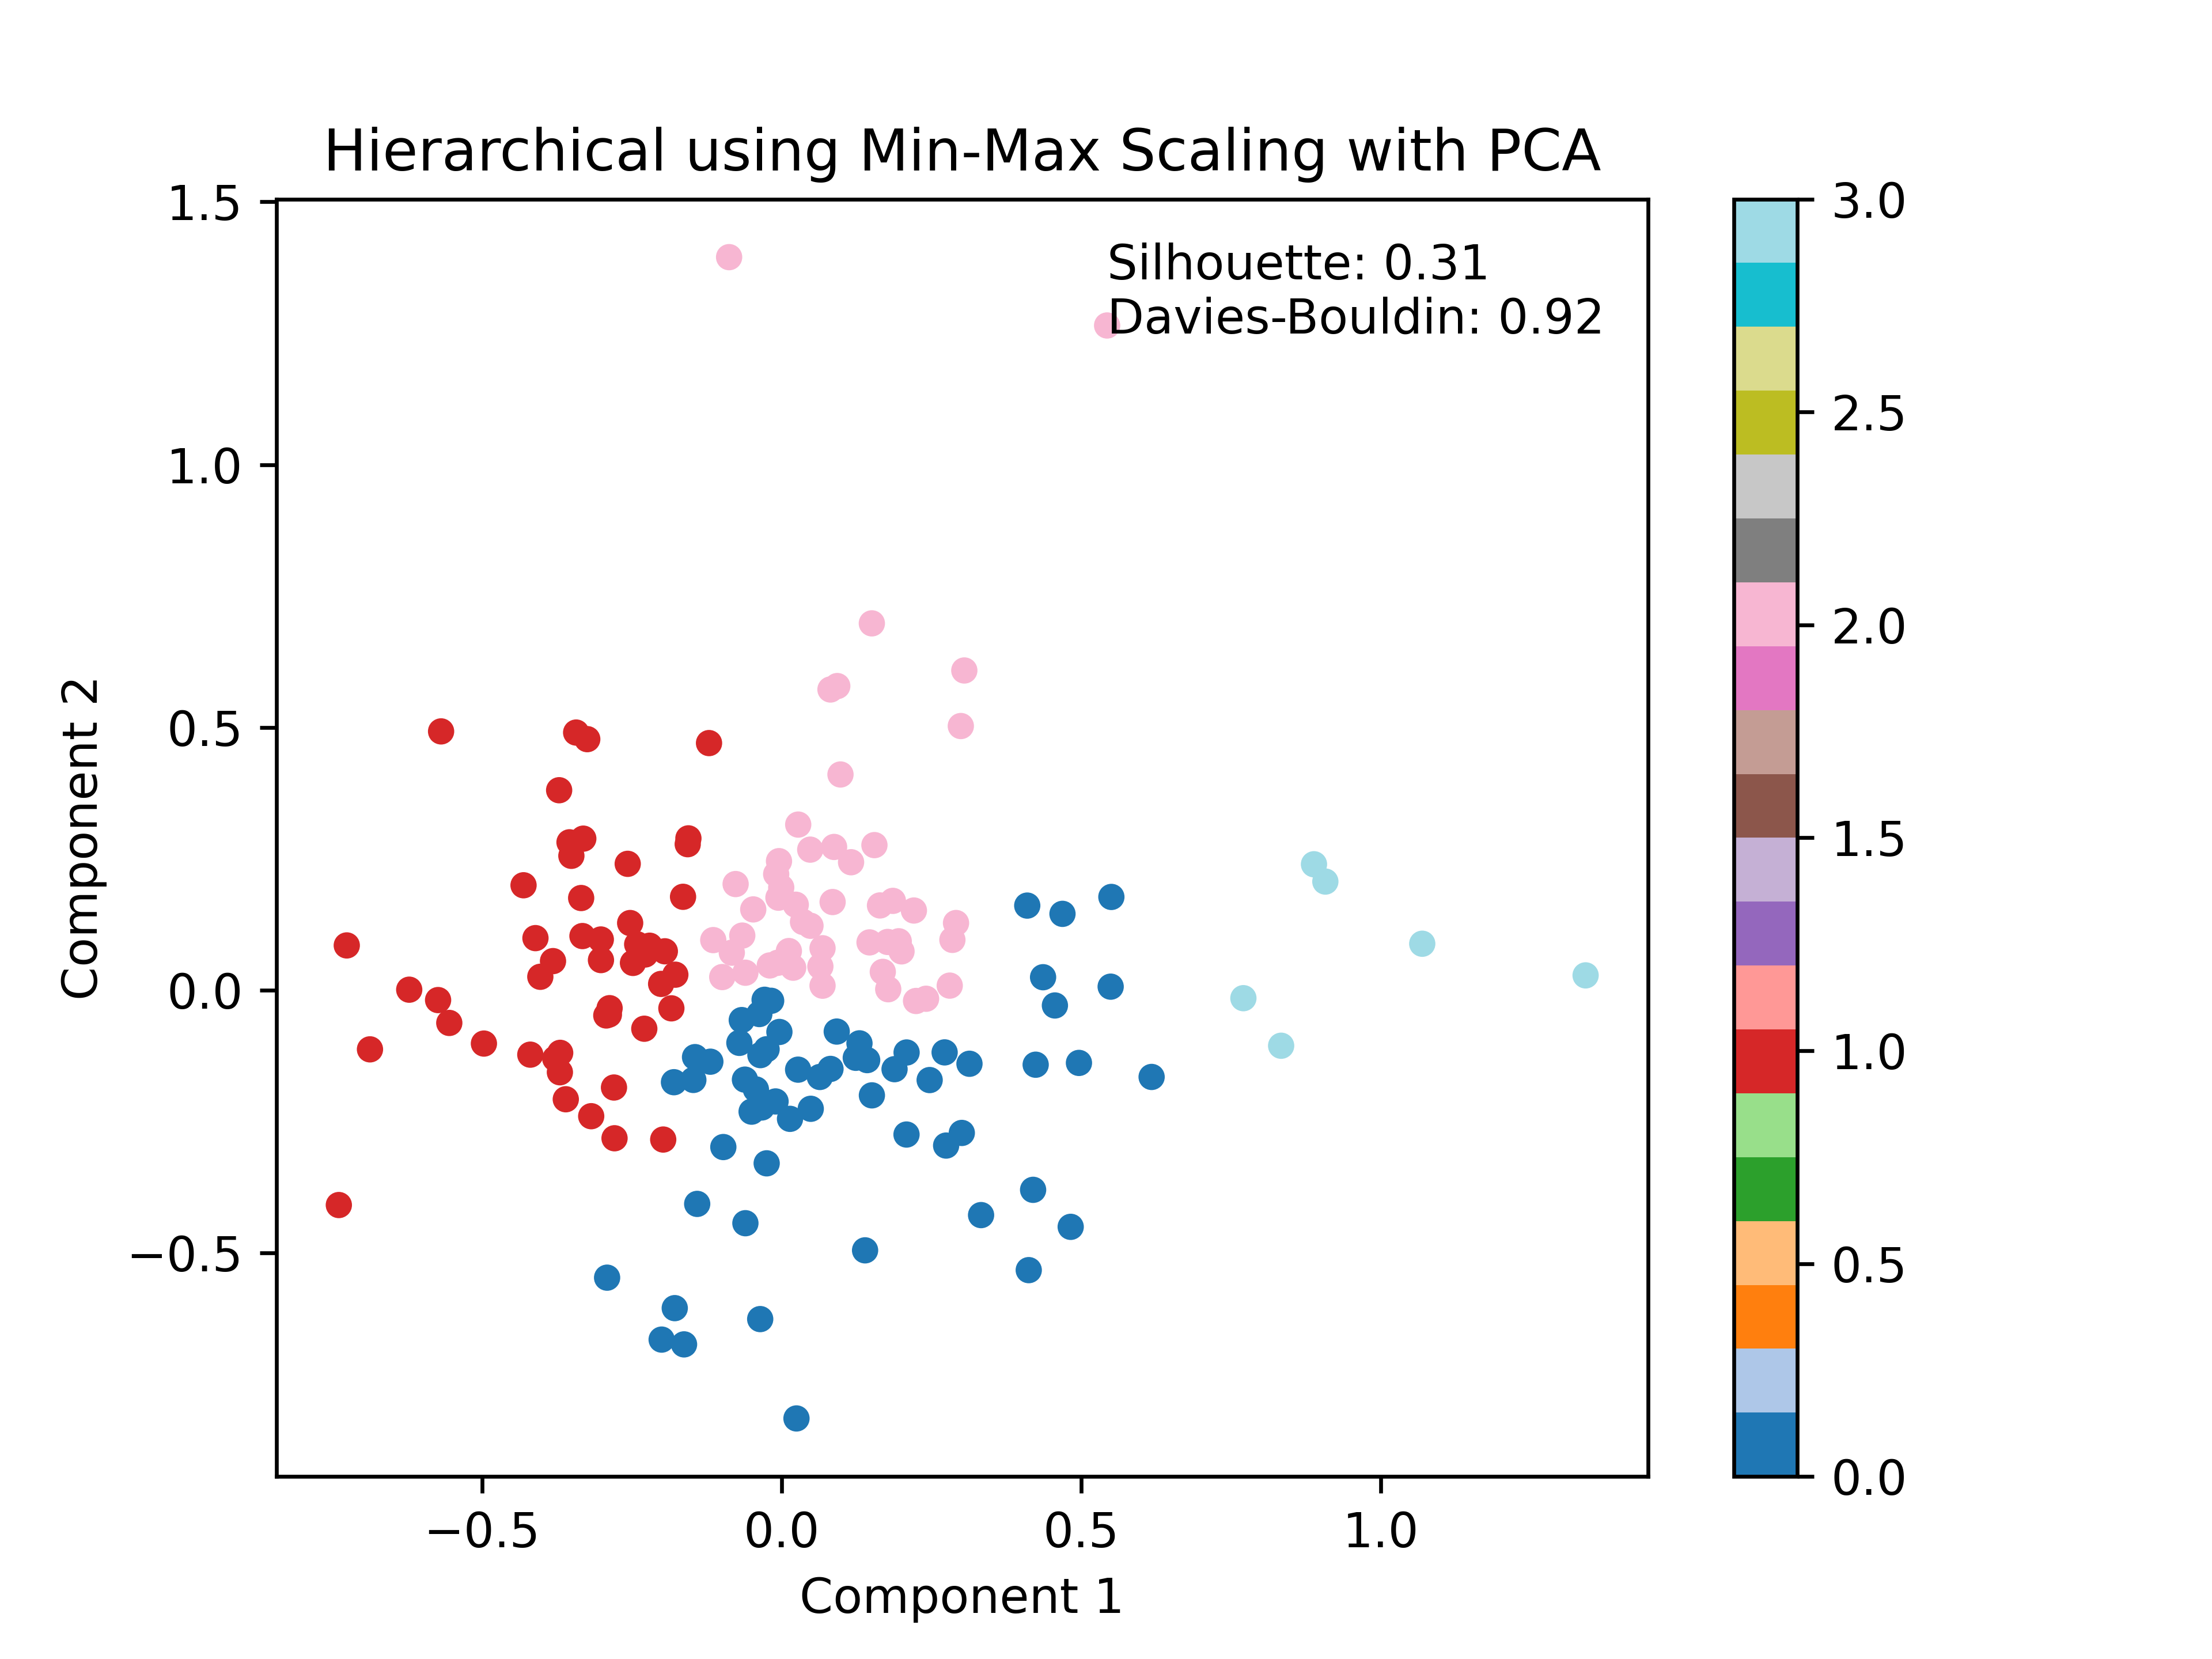 Hierarchical using Min-Max Scaling with PCA
Silhouette: 0.31
Davies-Bouldin: 0.92
1.5
1.0
0.5
0.0
−0.5
Component 2
−0.5 0.0 0.5 1.0
Component 1
3.0
2.5
2.0
1.5
1.0
0.5
0.0